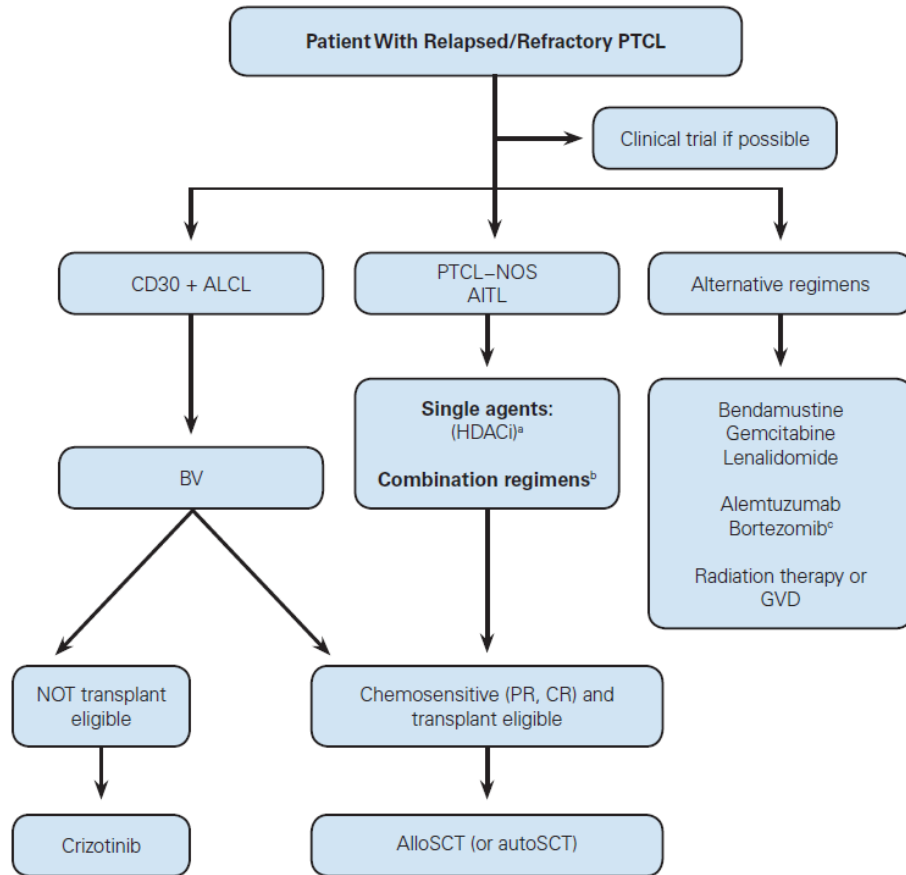 Patient With Relapsed/Refractory PTCL
Clinical trial if possible
CD30 + ALCL
PTCL–NOS
AITL
Alternative regimens
BV
Single agents:
(HDACi)ᵃ
Combination regimensᵇ
Bendamustine
Gemcitabine
Lenalidomide
Alemtuzumab
Bortezomibᶜ
Radiation therapy or
GVD
NOT transplant
eligible
Chemosensitive (PR, CR) and
transplant eligible
Crizotinib
AlloSCT (or autoSCT)